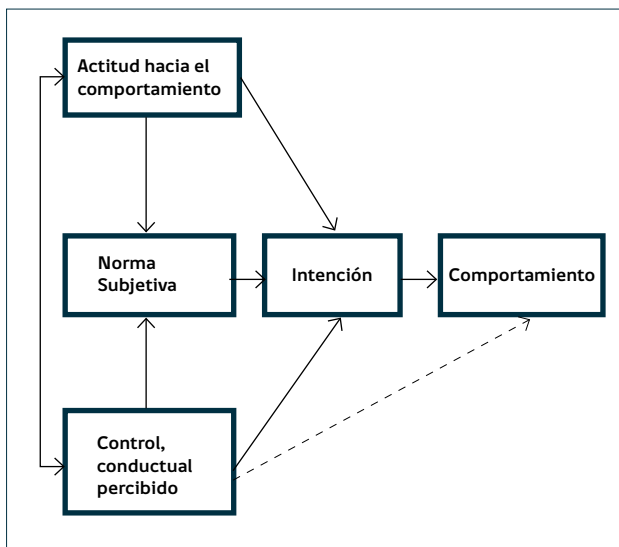 Actitud hacia el
comportamiento
Norma
Subjetiva
Intención
Comportamiento
Control,
conductual
percibido